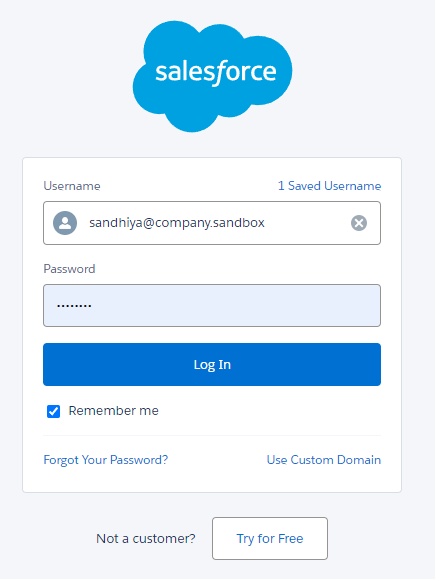 salesforce
Username 1 Saved Username
sandhiya@company.sandbox
Password
••••••••
Log In
Remember me
Forgot Your Password? Use Custom Domain
Not a customer? Try for Free